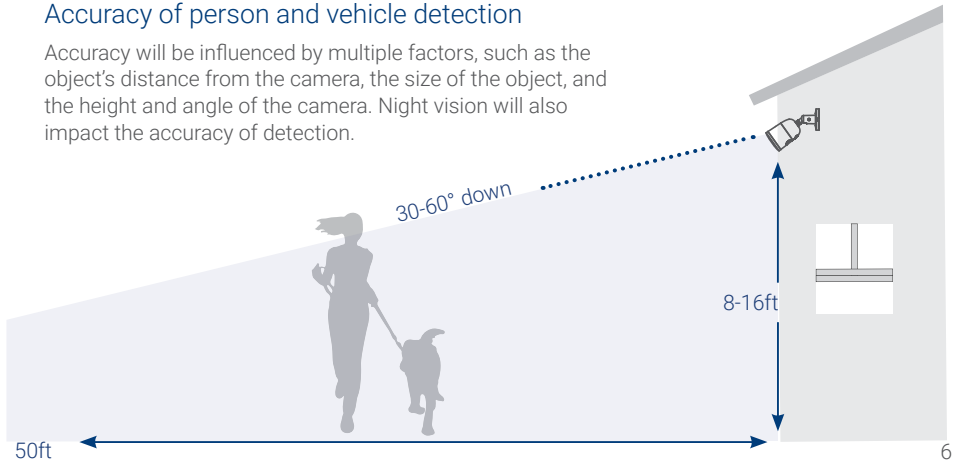 Accuracy of person and vehicle detection
Accuracy will be influenced by multiple factors, such as the
object's distance from the camera, the size of the object, and
the height and angle of the camera. Night vision will also
impact the accuracy of detection.
30-60° down
8-16ft
50ft
6